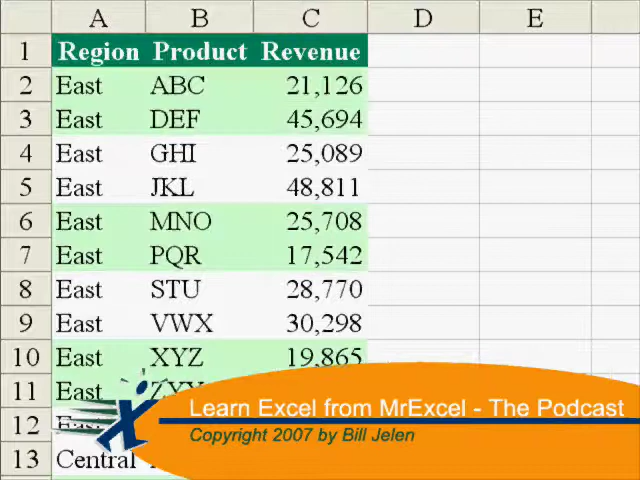 A B C D E
1 Region Product Revenue
2 East ABC 21,126
3 East DEF 45,694
4 East GHI 25,089
5 East JKL 48,811
6 East MNO 25,708
7 East PQR 17,542
8 East STU 28,770
9 East VWX 30,298
10 East XYZ 19,865
11 East
12 East
13 Central
Learn Excel from MrExcel - The Podcast
Copyright 2007 by Bill Jelen